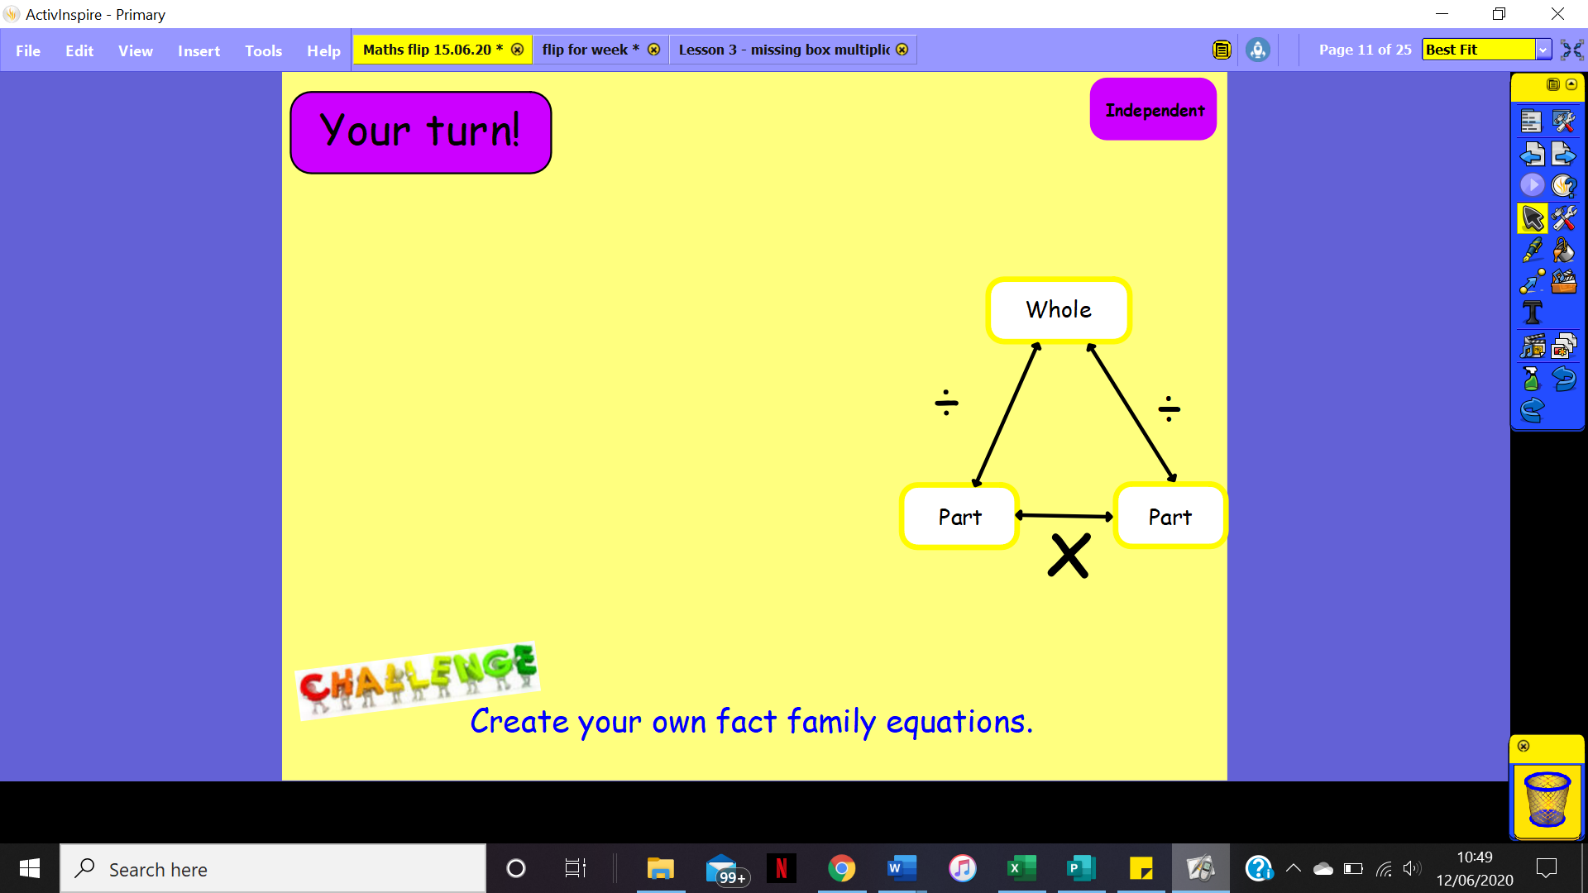 ActivInspire - Primary
File Edit View Insert Tools Help Maths flip 15.06.20 * flip for week * Lesson 3 - missing box multiplic Page 11 of 25 Best Fit
Your turn!
Independent
Whole
÷ ÷
Part Part
X
CHALLENGE
Create your own fact family equations.
Search here
99+
10:49
12/06/2020